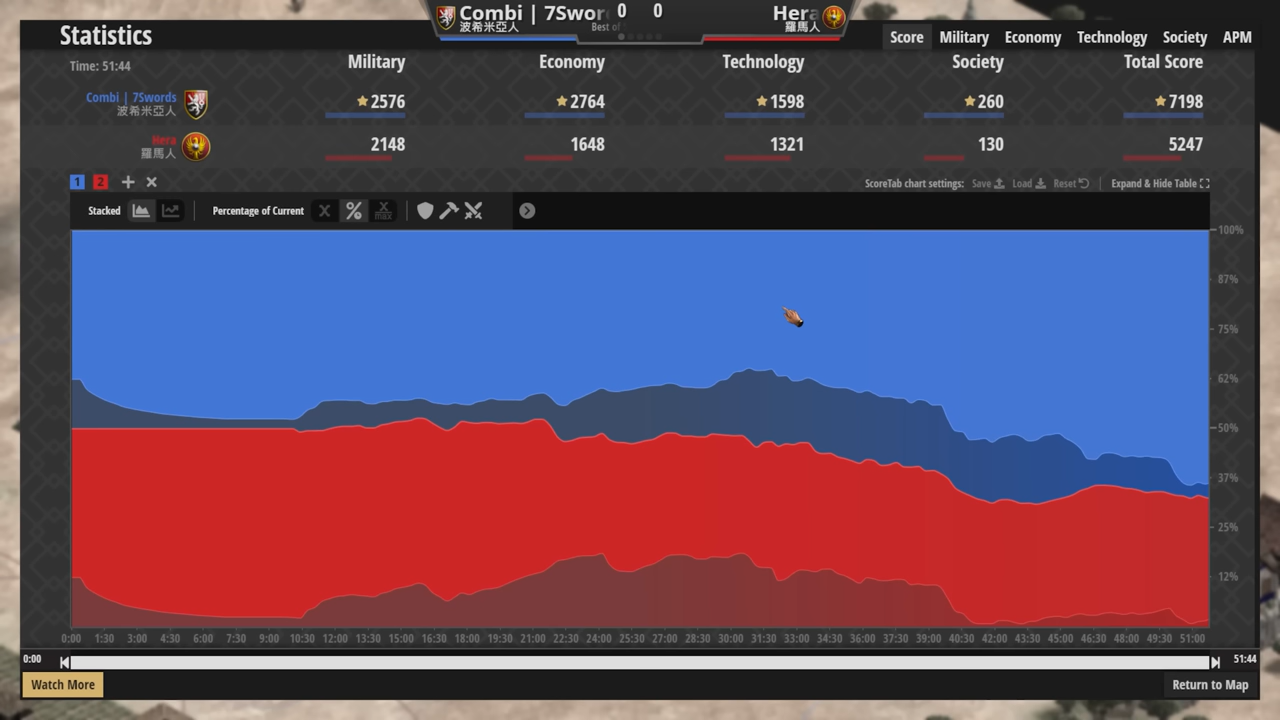 Combi | 7Swor 0 0 Hera
波希米亞人 Best of 羅馬人
Statistics
Score Military Economy Technology Society APM
Time: 51:44 Military Economy Technology Society Total Score
Combi | 7Swords 2576 2764 1598 260 7198
波希米亞人
Hera 2148 1648 1321 130 5247
羅馬人
1 2 ScoreTab chart settings: Save Load Reset Expand & Hide Table
Stacked Percentage of Current X % X max
100%
87%
75%
62%
50%
37%
25%
12%
0:00 1:30 3:00 4:30 6:00 7:30 9:00 10:30 12:00 13:30 15:00 16:30 18:00 19:30 21:00 22:30 24:00 25:30 27:00 28:30 30:00 31:30 33:00 34:30 36:00 37:30 39:00 40:30 42:00 43:30 45:00 46:30 48:00 49:30 51:00
0:00 51:44
Watch More Return to Map